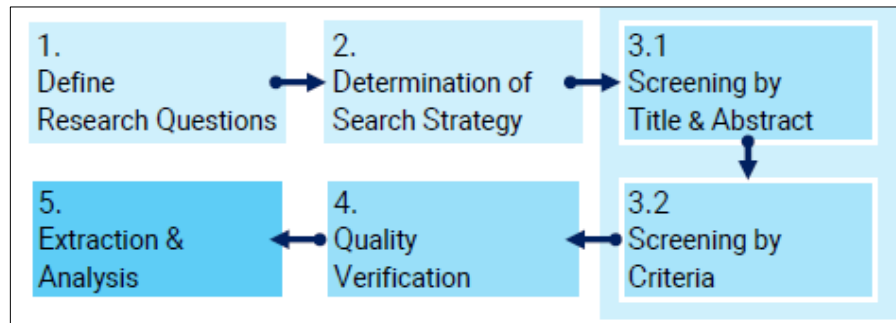 1.
Define
Research Questions
2.
Determination of
Search Strategy
3.1
Screening by
Title & Abstract
3.2
Screening by
Criteria
4.
Quality
Verification
5.
Extraction &
Analysis